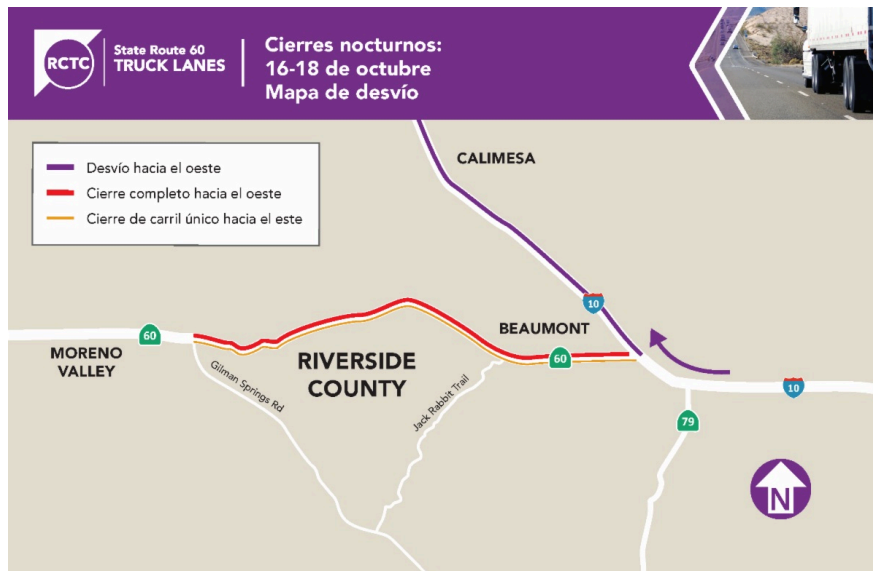 RCTC
State Route 60
TRUCK LANES
Cierres nocturnos:
16-18 de octubre
Mapa de desvío
Desvío hacia el oeste
Cierre completo hacia el oeste
Cierre de carril único hacia el este
CALIMESA
10
BEAUMONT
60
MORENO
VALLEY
60
RIVERSIDE
COUNTY
Gilman Springs Rd
Jack Rabbit Trail
10
79
N